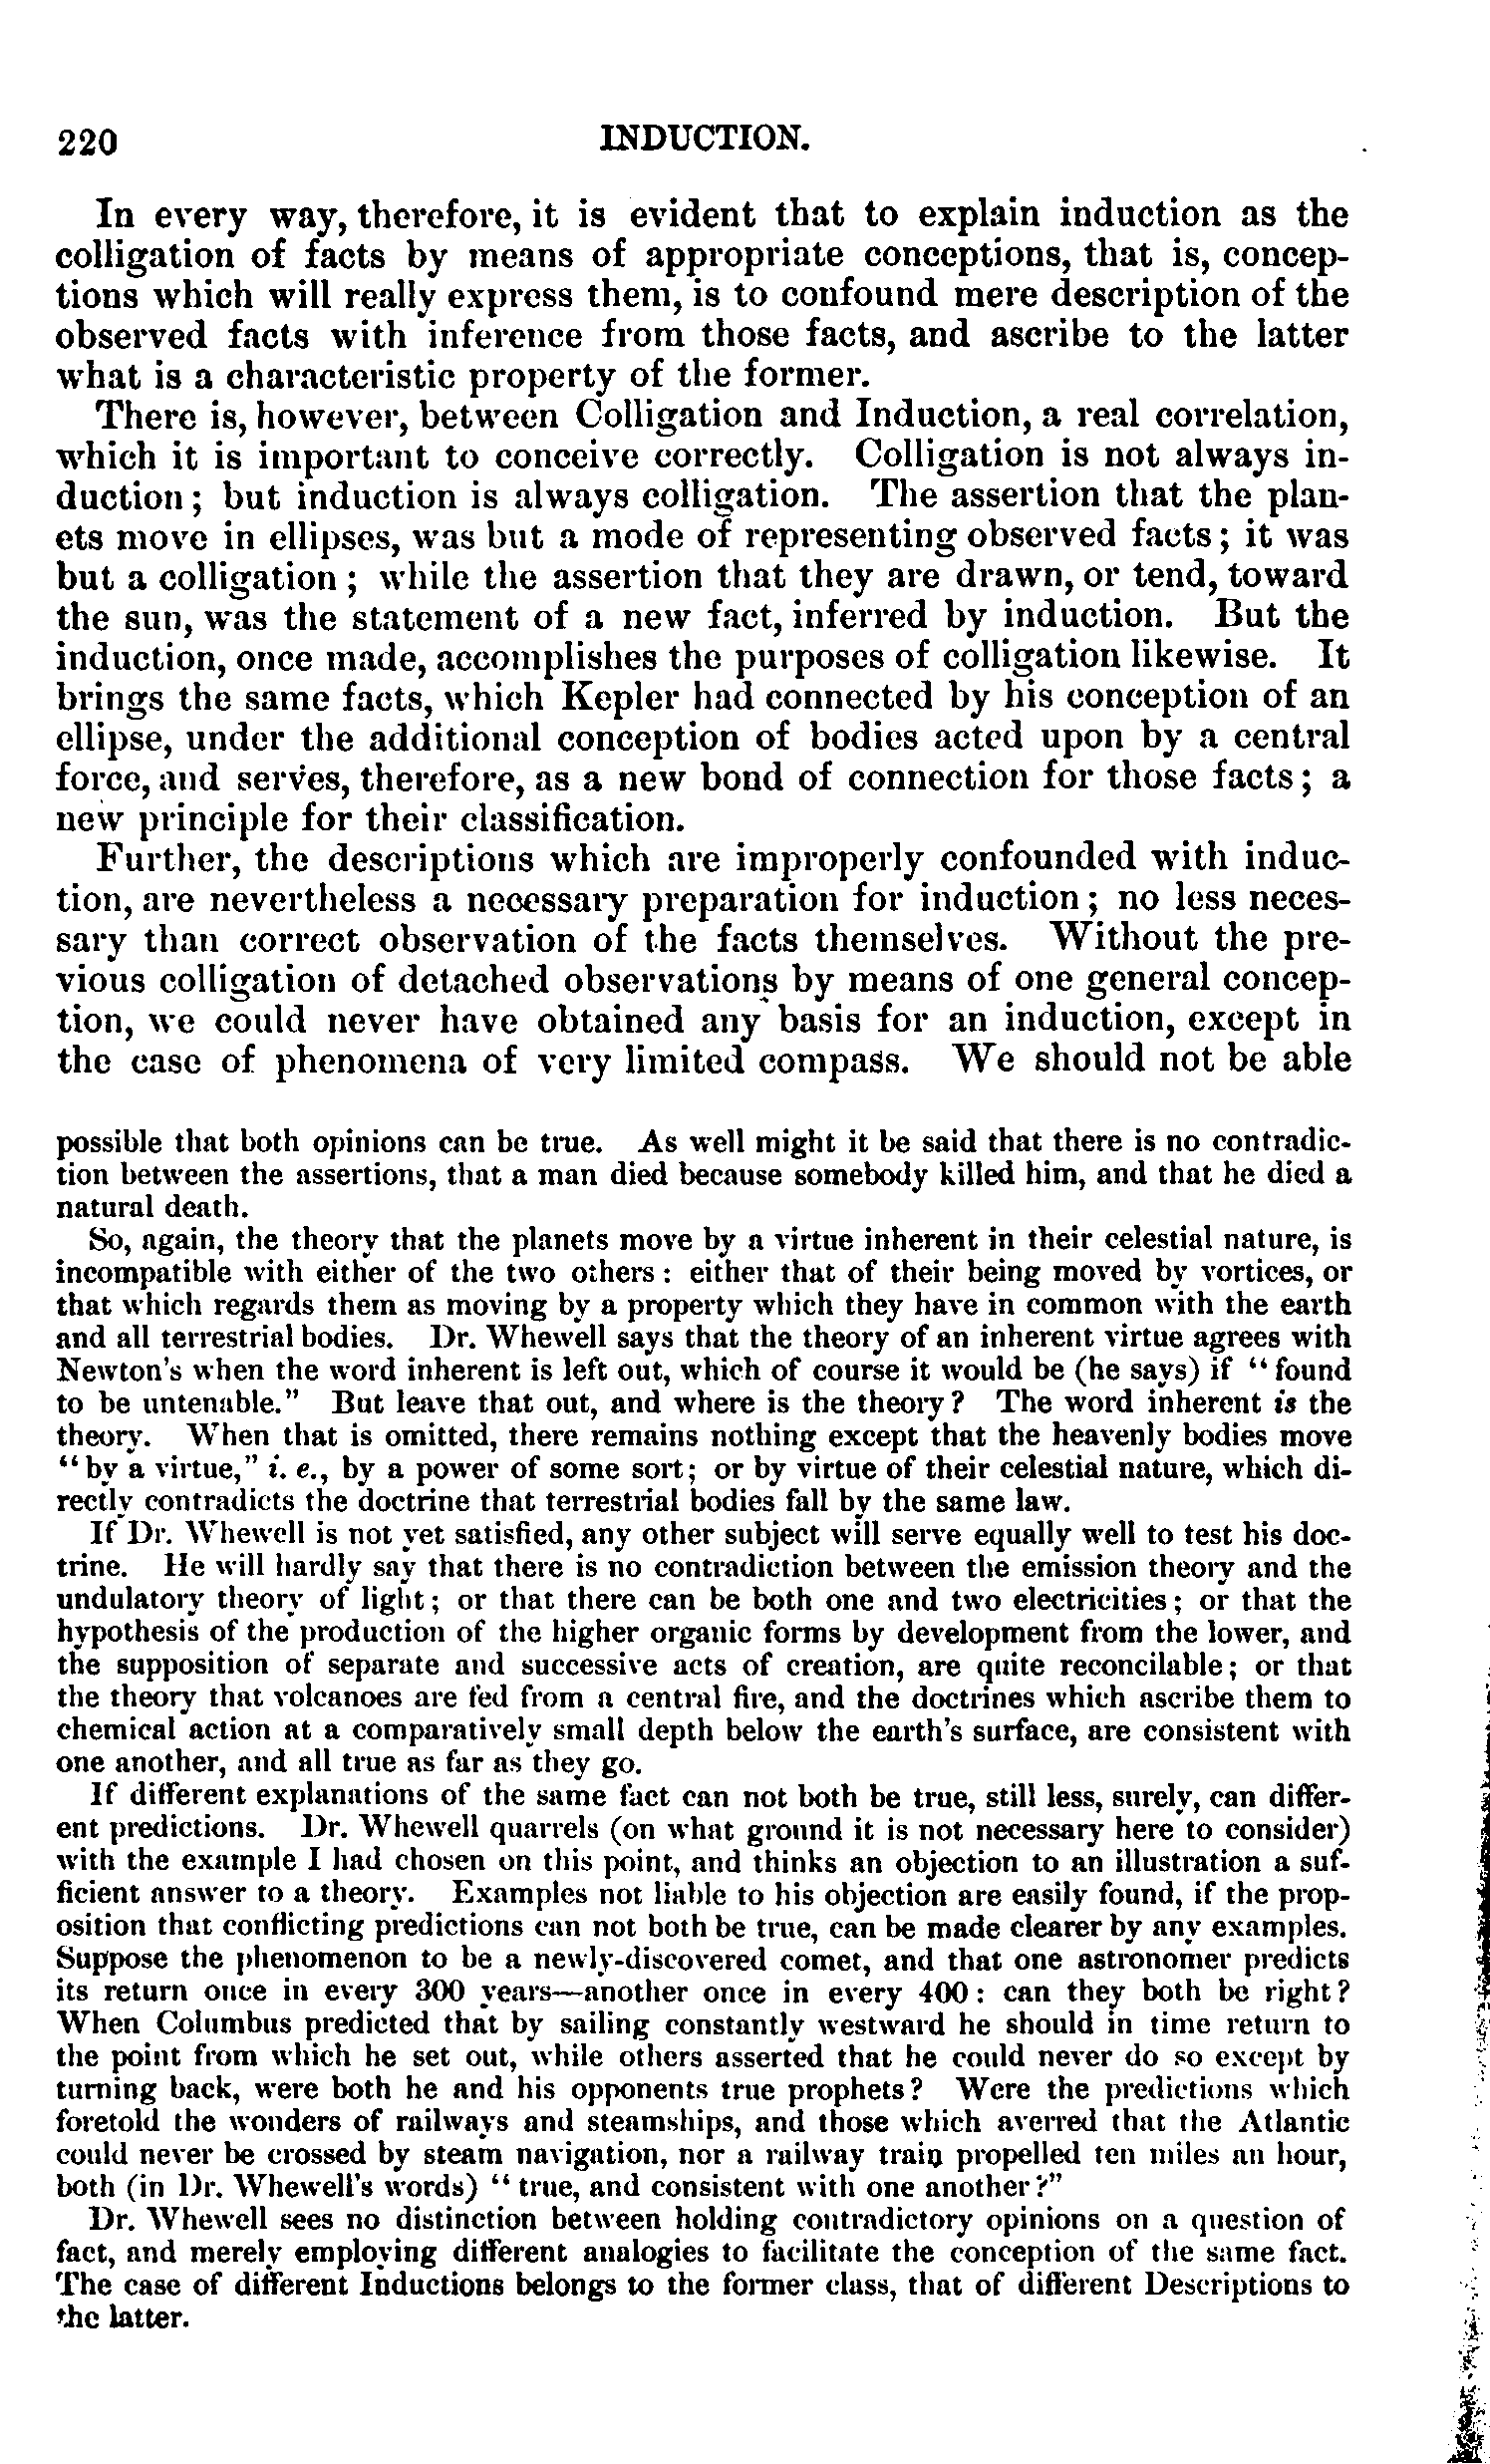 220 INDUCTION.
In every way, therefore, it is evident that to explain induction as the
colligation of facts by means of appropriate conceptions, that is, concep-
tions which will really express them, is to confound mere description of the
observed facts with inference from those facts, and ascribe to the latter
what is a characteristic property of the former.
There is, however, between Colligation and Induction, a real correlation,
which it is important to conceive correctly. Colligation is not always in-
duction; but induction is always colligation. The assertion that the plan-
ets move in ellipses, was but a mode of representing observed facts; it was
but a colligation; while the assertion that they are drawn, or tend, toward
the sun, was the statement of a new fact, inferred by induction. But the
induction, once made, accomplishes the purposes of colligation likewise. It
brings the same facts, which Kepler had connected by his conception of an
ellipse, under the additional conception of bodies acted upon by a central
force, and serves, therefore, as a new bond of connection for those facts; a
new principle for their classification.
Further, the descriptions which are improperly confounded with induc-
tion, are nevertheless a necessary preparation for induction; no less neces-
sary than correct observation of the facts themselves. Without the pre-
vious colligation of detached observations by means of one general concep-
tion, we could never have obtained any basis for an induction, except in
the case of phenomena of very limited compass. We should not be able
possible that both opinions can be true. As well might it be said that there is no contradic-
tion between the assertions, that a man died because somebody killed him, and that he died a
natural death.
So, again, the theory that the planets move by a virtue inherent in their celestial nature, is
incompatible with either of the two others: either that of their being moved by vortices, or
that which regards them as moving by a property which they have in common with the earth
and all terrestrial bodies. Dr. Whewell says that the theory of an inherent virtue agrees with
Newton's when the word inherent is left out, which of course it would be (he says) if "found
to be untenable." But leave that out, and where is the theory? The word inherent is the
theory. When that is omitted, there remains nothing except that the heavenly bodies move
"by a virtue," i. e., by a power of some sort; or by virtue of their celestial nature, which di-
rectly contradicts the doctrine that terrestrial bodies fall by the same law.
If Dr. Whewell is not yet satisfied, any other subject will serve equally well to test his doc-
trine. He will hardly say that there is no contradiction between the emission theory and the
undulatory theory of light; or that there can be both one and two electricities; or that the
hypothesis of the production of the higher organic forms by development from the lower, and
the supposition of separate and successive acts of creation, are quite reconcilable; or that
the theory that volcanoes are fed from a central fire, and the doctrines which ascribe them to
chemical action at a comparatively small depth below the earth's surface, are consistent with
one another, and all true as far as they go.
If different explanations of the same fact can not both be true, still less, surely, can differ-
ent predictions. Dr. Whewell quarrels (on what ground it is not necessary here to consider)
with the example I had chosen on this point, and thinks an objection to an illustration a suf-
ficient answer to a theory. Examples not liable to his objection are easily found, if the prop-
osition that conflicting predictions can not both be true, can be made clearer by any examples.
Suppose the phenomenon to be a newly-discovered comet, and that one astronomer predicts
its return once in every 300 years—another once in every 400: can they both be right?
When Columbus predicted that by sailing constantly westward he should in time return to
the point from which he set out, while others asserted that he could never do so except by
turning back, were both he and his opponents true prophets? Were the predictions which
foretold the wonders of railways and steamships, and those which averred that the Atlantic
could never be crossed by steam navigation, nor a railway train propelled ten miles an hour,
both (in Dr. Whewell's words) "true, and consistent with one another?"
Dr. Whewell sees no distinction between holding contradictory opinions on a question of
fact, and merely employing different analogies to facilitate the conception of the same fact.
The case of different Inductions belongs to the former class, that of different Descriptions to
the latter.